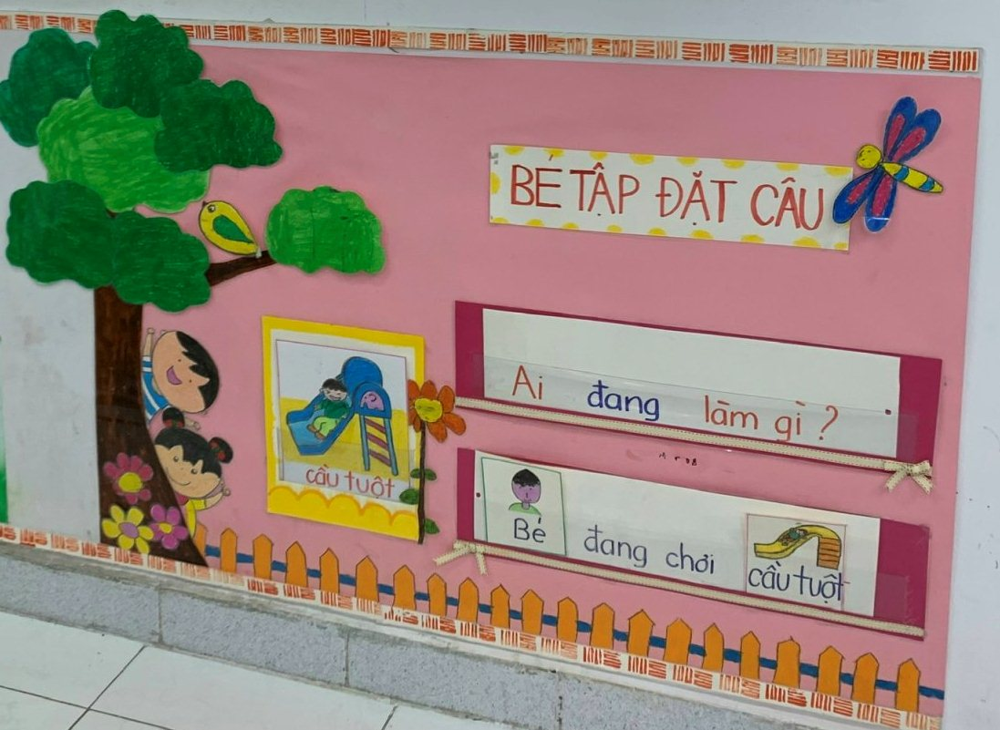 BÉ TẬP ĐẶT CÂU
Ai đang làm gì ?
cầu tuột
Bé đang chơi cầu tuột